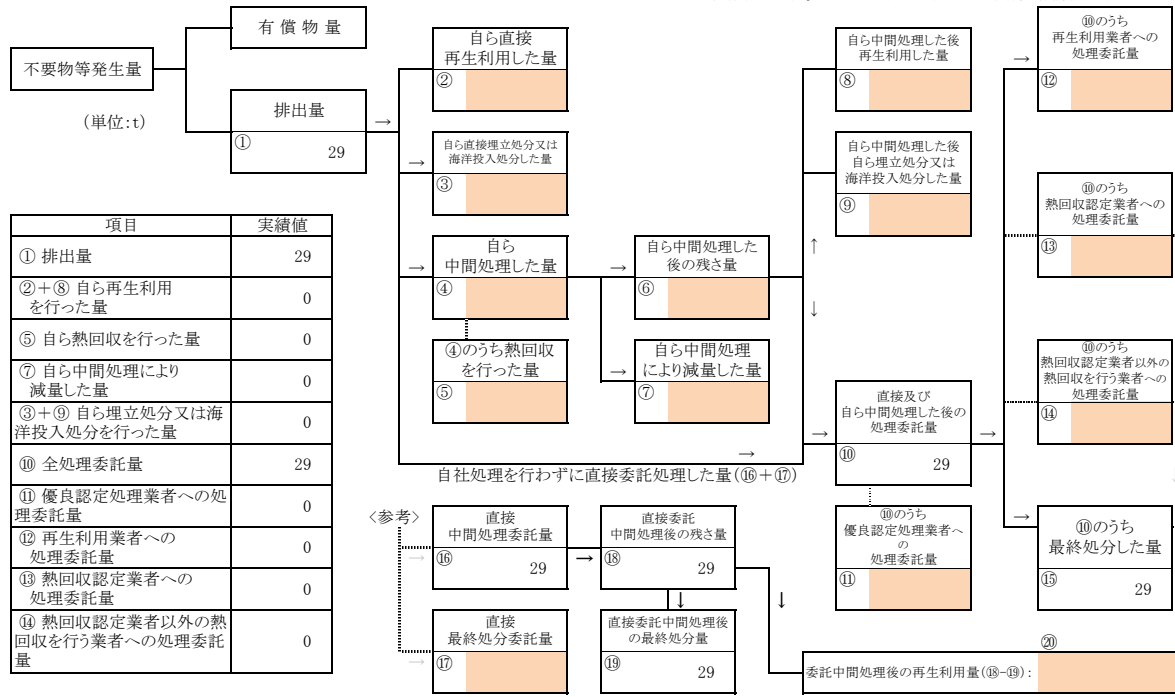 有償物量
不要物等発生量
(単位:t)
排出量
①
29
→
自ら直接
再生利用した量
②
→
自ら直接埋立処分又は
海洋投入処分した量
③
→
自ら
中間処理した量
④
④のうち熱回収
を行った量
⑤
→
自ら中間処理した
後の残さ量
⑥
→
自ら中間処理
により減量した量
⑦
自ら中間処理した後
再生利用した量
⑧
自ら中間処理した後
自ら埋立処分又は
海洋投入処分した量
⑨
↑
↓
→
直接及び
自ら中間処理した後の
処理委託量
⑩
29
→
⑩のうち
優良認定処理業者へ
の
処理委託量
⑪
→
⑩のうち
再生利用業者への
処理委託量
⑫
⑩のうち
熱回収認定業者への
処理委託量
⑬
⑩のうち
熱回収認定業者以外の
熱回収を行う業者への
処理委託量
⑭
→
⑩のうち
最終処分した量
⑮
29
→
自社処理を行わずに直接委託処理した量(⑯+⑰)
項目 実績値
① 排出量 29
②+⑧ 自ら再生利用
を行った量 0
⑤ 自ら熱回収を行った量 0
⑦ 自ら中間処理により
減量した量 0
③+⑨ 自ら埋立処分又は海
洋投入処分を行った量 0
⑩ 全処理委託量 29
⑪ 優良認定処理業者への処
理委託量 0
⑫ 再生利用業者への
処理委託量 0
⑬ 熱回収認定業者への
処理委託量 0
⑭ 熱回収認定業者以外の熱
回収を行う業者への処理委託
量 0
〈参考〉
→
直接
中間処理委託量
⑯
29
→
直接委託
中間処理後の残さ量
⑱
29
↓
↓
→
直接
最終処分委託量
⑰
直接委託中間処理後
の最終処分量
⑲
29
⑳
委託中間処理後の再生利用量(⑱-⑲):